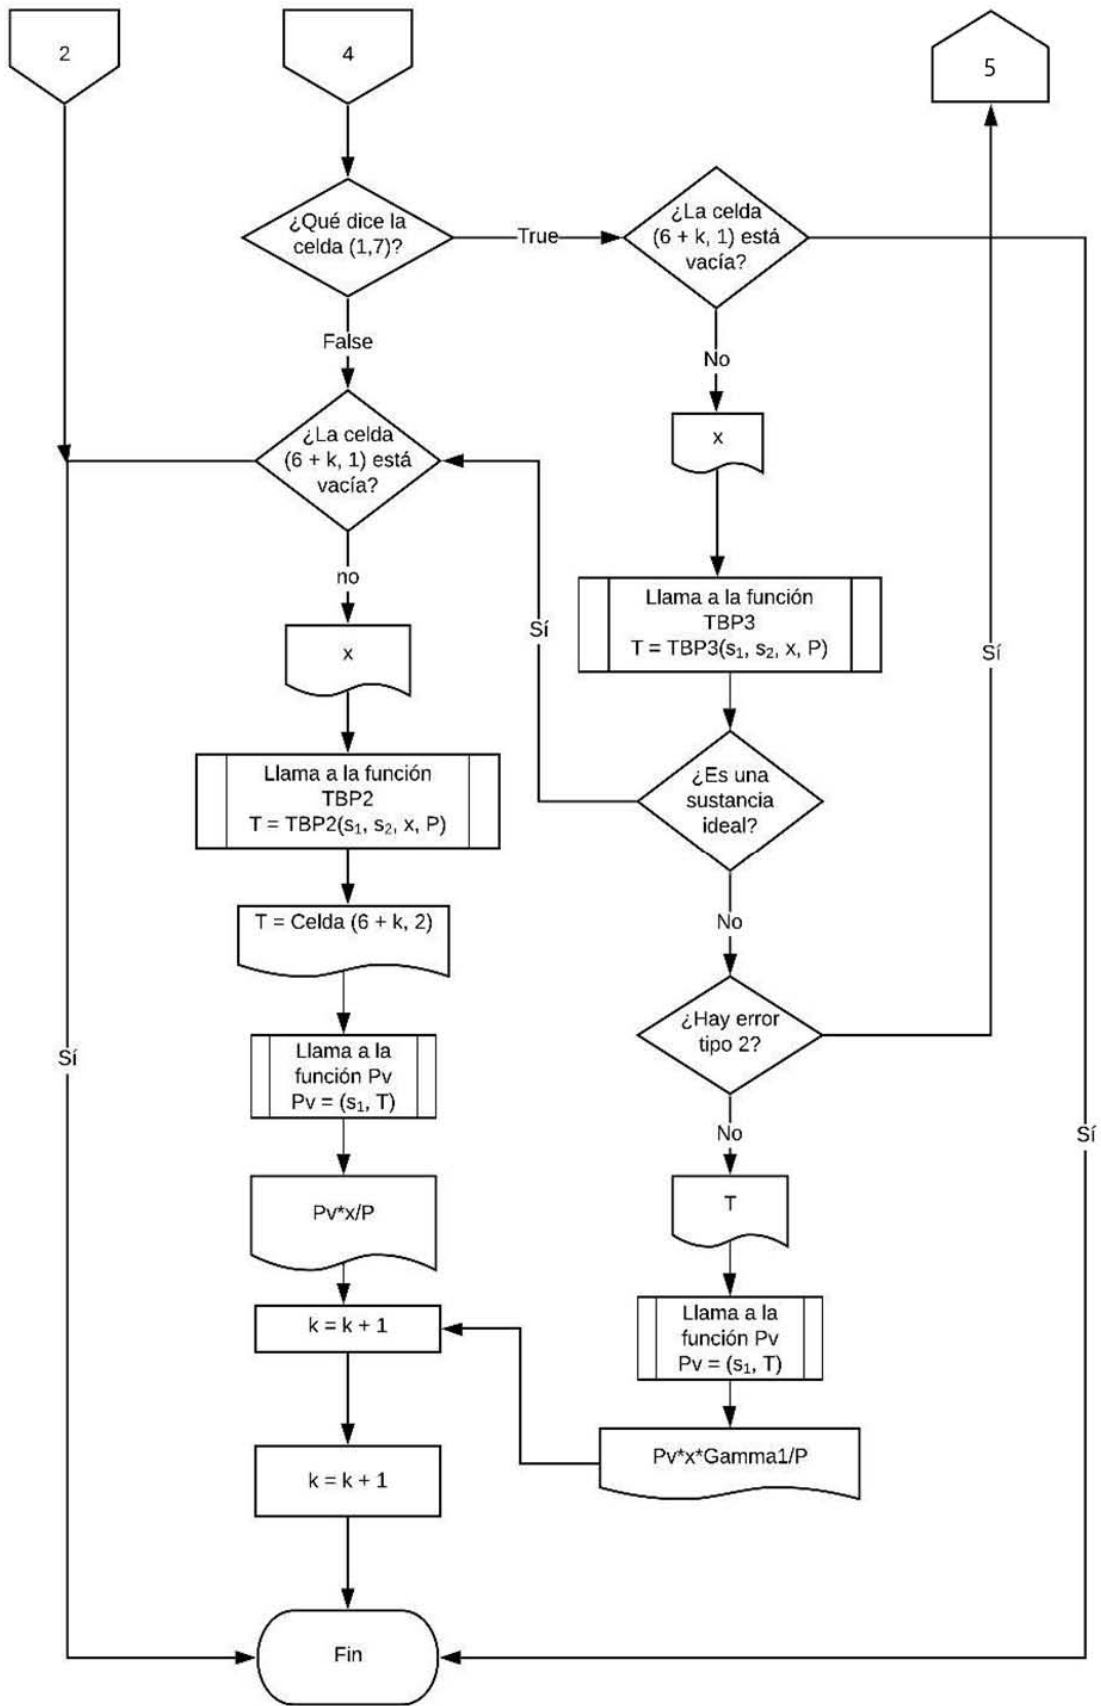 2
4
5
¿Qué dice la
celda (1,7)?
True
¿La celda
(6 + k, 1) está
vacía?
False
No
¿La celda
(6 + k, 1) está
vacía?
x
no
Llama a la función
TBP3
T = TBP3(s₁, s₂, x, P)
Sí
Sí
x
Llama a la función
TBP2
T = TBP2(s₁, s₂, x, P)
¿Es una
sustancia
ideal?
T = Celda (6 + k, 2)
No
¿Hay error
tipo 2?
Llama a la
función Pv
Pv = (s₁, T)
Sí
Sí
No
Pv*x/P
T
k = k + 1
Llama a la
función Pv
Pv = (s₁, T)
Pv*x*Gamma1/P
k = k + 1
Fin